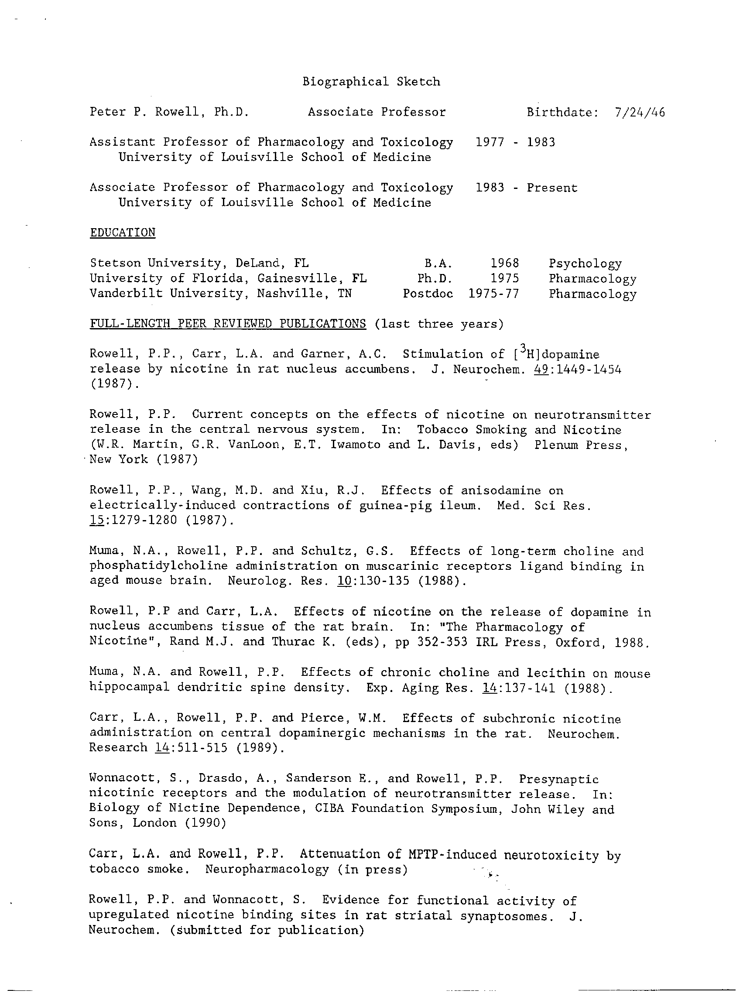 Biographical Sketch
Peter P. Rowell, Ph.D. Associate Professor Birthdate: 7/24/46
Assistant Professor of Pharmacology and Toxicology 1977 - 1983
University of Louisville School of Medicine
Associate Professor of Pharmacology and Toxicology 1983 - Present
University of Louisville School of Medicine
EDUCATION
Stetson University, DeLand, FL B.A. 1968 Psychology
University of Florida, Gainesville, FL Ph.D. 1975 Pharmacology
Vanderbilt University, Nashville, TN Postdoc 1975-77 Pharmacology
FULL-LENGTH PEER REVIEWED PUBLICATIONS (last three years)
Rowell, P.P., Carr, L.A. and Garner, A.C. Stimulation of [³H]dopamine
release by nicotine in rat nucleus accumbens. J. Neurochem. 49:1449-1454
(1987).
Rowell, P.P. Current concepts on the effects of nicotine on neurotransmitter
release in the central nervous system. In: Tobacco Smoking and Nicotine
(W.R. Martin, G.R. VanLoon, E.T. Iwamoto and L. Davis, eds) Plenum Press,
New York (1987)
Rowell, P.P., Wang, M.D. and Xiu, R.J. Effects of anisodamine on
electrically-induced contractions of guinea-pig ileum. Med. Sci Res.
15:1279-1280 (1987).
Muma, N.A., Rowell, P.P. and Schultz, G.S. Effects of long-term choline and
phosphatidylcholine administration on muscarinic receptors ligand binding in
aged mouse brain. Neurolog. Res. 10:130-135 (1988).
Rowell, P.P and Carr, L.A. Effects of nicotine on the release of dopamine in
nucleus accumbens tissue of the rat brain. In: "The Pharmacology of
Nicotine", Rand M.J. and Thurac K. (eds), pp 352-353 IRL Press, Oxford, 1988.
Muma, N.A. and Rowell, P.P. Effects of chronic choline and lecithin on mouse
hippocampal dendritic spine density. Exp. Aging Res. 14:137-141 (1988).
Carr, L.A., Rowell, P.P. and Pierce, W.M. Effects of subchronic nicotine
administration on central dopaminergic mechanisms in the rat. Neurochem.
Research 14:511-515 (1989).
Wonnacott, S., Drasdo, A., Sanderson E., and Rowell, P.P. Presynaptic
nicotinic receptors and the modulation of neurotransmitter release. In:
Biology of Nictine Dependence, CIBA Foundation Symposium, John Wiley and
Sons, London (1990)
Carr, L.A. and Rowell, P.P. Attenuation of MPTP-induced neurotoxicity by
tobacco smoke. Neuropharmacology (in press)
Rowell, P.P. and Wonnacott, S. Evidence for functional activity of
upregulated nicotine binding sites in rat striatal synaptosomes. J.
Neurochem. (submitted for publication)